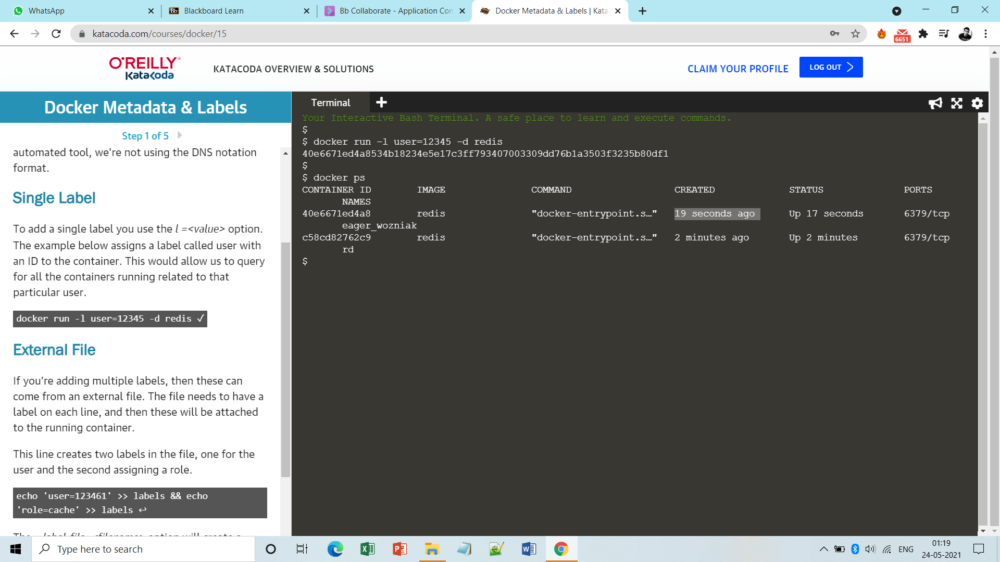 WhatsApp
Blackboard Learn
Bb Collaborate - Application Con
Docker Metadata & Labels | Kata
katacoda.com/courses/docker/15
6651
O'REILLY®
Katacoda
KATACODA OVERVIEW & SOLUTIONS
CLAIM YOUR PROFILE
LOG OUT
Docker Metadata & Labels
Step 1 of 5
automated tool, we're not using the DNS notation
format.
Single Label
To add a single label you use the l =<value> option.
The example below assigns a label called user with
an ID to the container. This would allow us to query
for all the containers running related to that
particular user.
docker run -l user=12345 -d redis ✓
External File
If you're adding multiple labels, then these can
come from an external file. The file needs to have a
label on each line, and then these will be attached
to the running container.
This line creates two labels in the file, one for the
user and the second assigning a role.
echo 'user=123461' >> labels && echo
'role=cache' >> labels ↩
Terminal
Your Interactive Bash Terminal. A safe place to learn and execute commands.
$
$ docker run -l user=12345 -d redis
40e6671ed4a8534b18234e5e17c3ff793407003309dd76b1a3503f3235b80df1
$
$ docker ps
CONTAINER ID IMAGE COMMAND CREATED STATUS PORTS
NAMES
40e6671ed4a8 redis "docker-entrypoint.s…" 19 seconds ago Up 17 seconds 6379/tcp
eager_wozniak
c58cd82762c9 redis "docker-entrypoint.s…" 2 minutes ago Up 2 minutes 6379/tcp
rd
$
Type here to search
ENG
01:19
24-05-2021